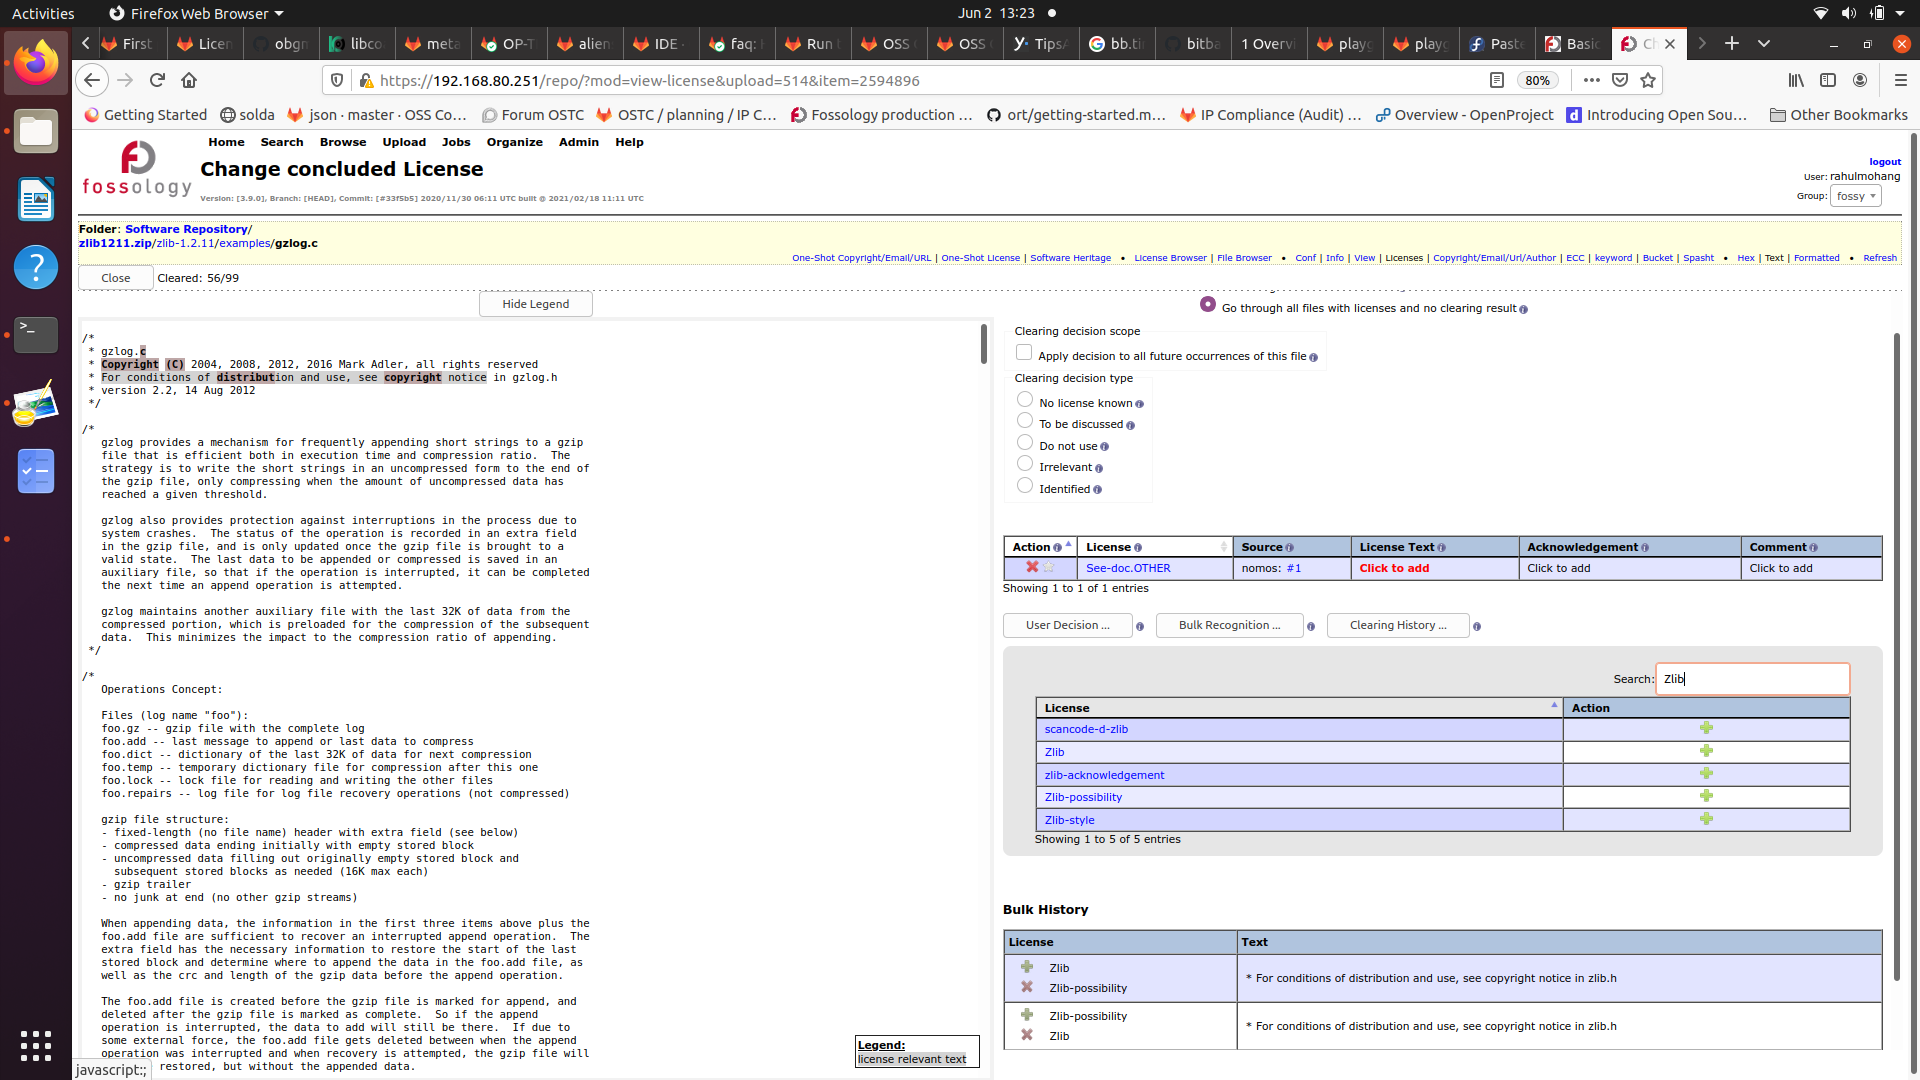 Activities
Firefox Web Browser
Jun 2 13:23
First
Licen
obgn
libco
meta
OP-T
alien
IDE
faq: H
Run
OSS C
OSS C
TipsA
bb.ti
bitba
1 Overvi
playg
playg
Paste
Basic
Ch
https://192.168.80.251/repo/?mod=view-license&upload=514&item=2594896
80%
Getting Started
solda
json · master · OSS Co…
Forum OSTC
OSTC / planning / IP C…
Fossology production …
ort/getting-started.m…
IP Compliance (Audit) …
Overview - OpenProject
Introducing Open Sou…
Other Bookmarks
fossology
Home Search Browse Upload Jobs Organize Admin Help
Change concluded License
Version: [3.9.0], Branch: [HEAD], Commit: [#33f5b5] 2020/11/30 06:11 UTC built @ 2021/02/18 11:11 UTC
logout
User: rahulmohang
Group: fossy
Folder: Software Repository/
zlib1211.zip/zlib-1.2.11/examples/gzlog.c
One-Shot Copyright/Email/URL | One-Shot License | Software Heritage • License Browser | File Browser • Conf | Info | View | Licenses | Copyright/Email/Url/Author | ECC | keyword | Bucket | Spasht • Hex | Text | Formatted • Refresh
Close
Cleared: 56/99
Hide Legend
/*
* gzlog.c
* Copyright (C) 2004, 2008, 2012, 2016 Mark Adler, all rights reserved
* For conditions of distribution and use, see copyright notice in gzlog.h
* version 2.2, 14 Aug 2012
*/
/*
gzlog provides a mechanism for frequently appending short strings to a gzip
file that is efficient both in execution time and compression ratio.  The
strategy is to write the short strings in an uncompressed form to the end of
the gzip file, only compressing when the amount of uncompressed data has
reached a given threshold.
gzlog also provides protection against interruptions in the process due to
system crashes.  The status of the operation is recorded in an extra field
in the gzip file, and is only updated once the gzip file is brought to a
valid state.  The last data to be appended or compressed is saved in an
auxiliary file, so that if the operation is interrupted, it can be completed
the next time an append operation is attempted.
gzlog maintains another auxiliary file with the last 32K of data from the
compressed portion, which is preloaded for the compression of the subsequent
data.  This minimizes the impact to the compression ratio of appending.
*/
/*
Operations Concept:
Files (log name "foo"):
foo.gz -- gzip file with the complete log
foo.add -- last message to append or last data to compress
foo.dict -- dictionary of the last 32K of data for next compression
foo.temp -- temporary dictionary file for compression after this one
foo.lock -- lock file for reading and writing the other files
foo.repairs -- log file for log file recovery operations (not compressed)
gzip file structure:
- fixed-length (no file name) header with extra field (see below)
- compressed data ending initially with empty stored block
- uncompressed data filling out originally empty stored block and
subsequent stored blocks as needed (16K max each)
- gzip trailer
- no junk at end (no other gzip streams)
When appending data, the information in the first three items above plus the
foo.add file are sufficient to recover an interrupted append operation.  The
extra field has the necessary information to restore the start of the last
stored block and determine where to append the data in the foo.add file, as
well as the crc and length of the gzip data before the append operation.
The foo.add file is created before the gzip file is marked for append, and
deleted after the gzip file is marked as complete.  So if the append
operation is interrupted, the data to add will still be there.  If due to
some external force, the foo.add file gets deleted between when the append
operation was interrupted and when recovery is attempted, the gzip file will
restored, but without the appended data.
javascript:;
Legend:
license relevant text
Go through all files with licenses and no clearing result
Clearing decision scope
Apply decision to all future occurrences of this file
Clearing decision type
No license known
To be discussed
Do not use
Irrelevant
Identified
Action License Source License Text Acknowledgement Comment
See-doc.OTHER nomos: #1 Click to add Click to add Click to add
Showing 1 to 1 of 1 entries
User Decision ...
Bulk Recognition ...
Clearing History ...
Search: Zlib
License Action
scancode-d-zlib
Zlib
zlib-acknowledgement
Zlib-possibility
Zlib-style
Showing 1 to 5 of 5 entries
Bulk History
License Text
Zlib
Zlib-possibility
* For conditions of distribution and use, see copyright notice in zlib.h
Zlib-possibility
Zlib
* For conditions of distribution and use, see copyright notice in zlib.h